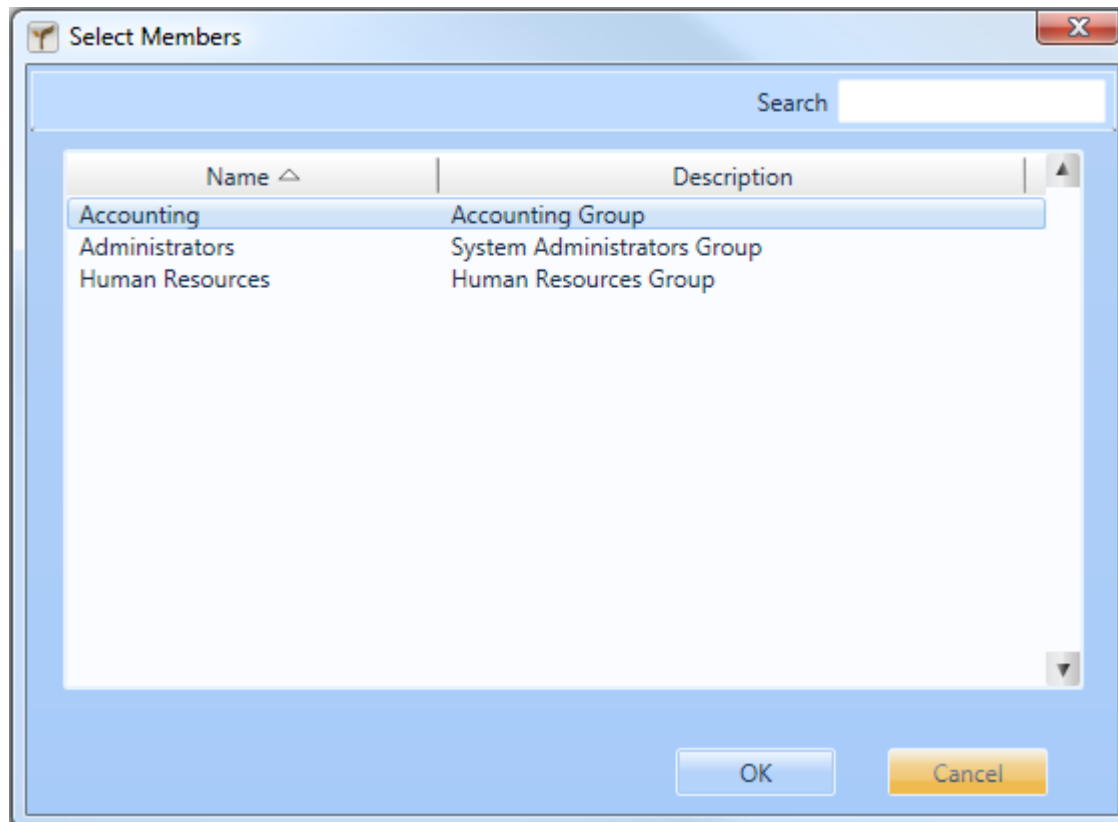 Select Members
Search
Name Description
Accounting Accounting Group
Administrators System Administrators Group
Human Resources Human Resources Group
OK Cancel